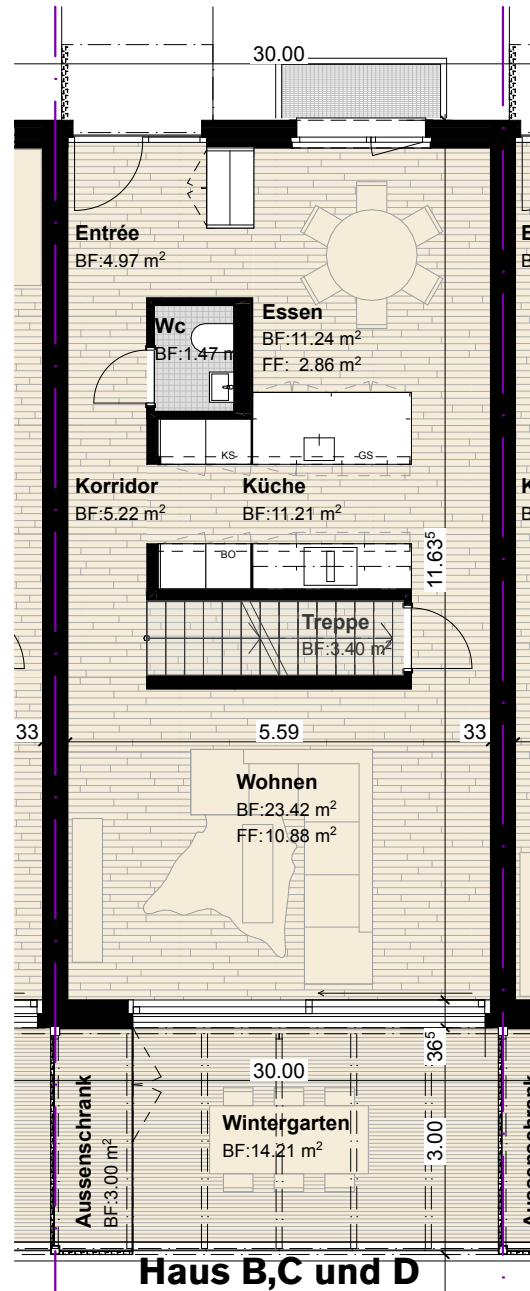 30.00
Entrée
BF:4.97 m²
Wc
BF:1.47 m
Essen
BF:11.24 m²
FF: 2.86 m²
KS
GS
Korridor
BF:5.22 m²
Küche
BF:11.21 m²
11.63⁵
BO
Treppe
BF:3.40 m²
33
5.59
33
Wohnen
BF:23.42 m²
FF:10.88 m²
36⁵
30.00
Aussenschrank
BF:3.00 m²
Wintergarten
BF:14.21 m²
3.00
Haus B,C und D